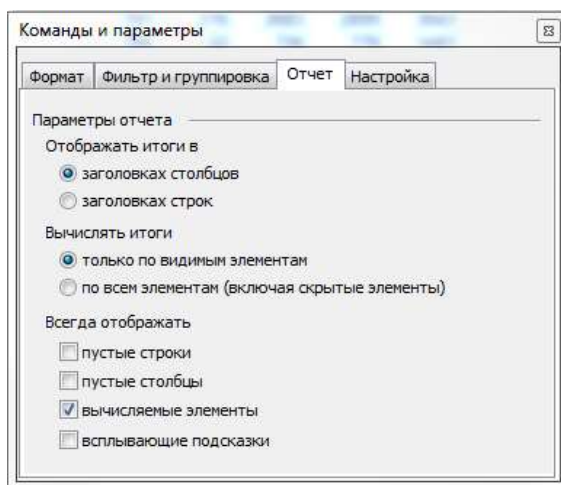 Команды и параметры
Формат Фильтр и группировка Отчет Настройка
Параметры отчета
Отображать итоги в
заголовках столбцов
заголовках строк
Вычислять итоги
только по видимым элементам
по всем элементам (включая скрытые элементы)
Всегда отображать
пустые строки
пустые столбцы
вычисляемые элементы
всплывающие подсказки